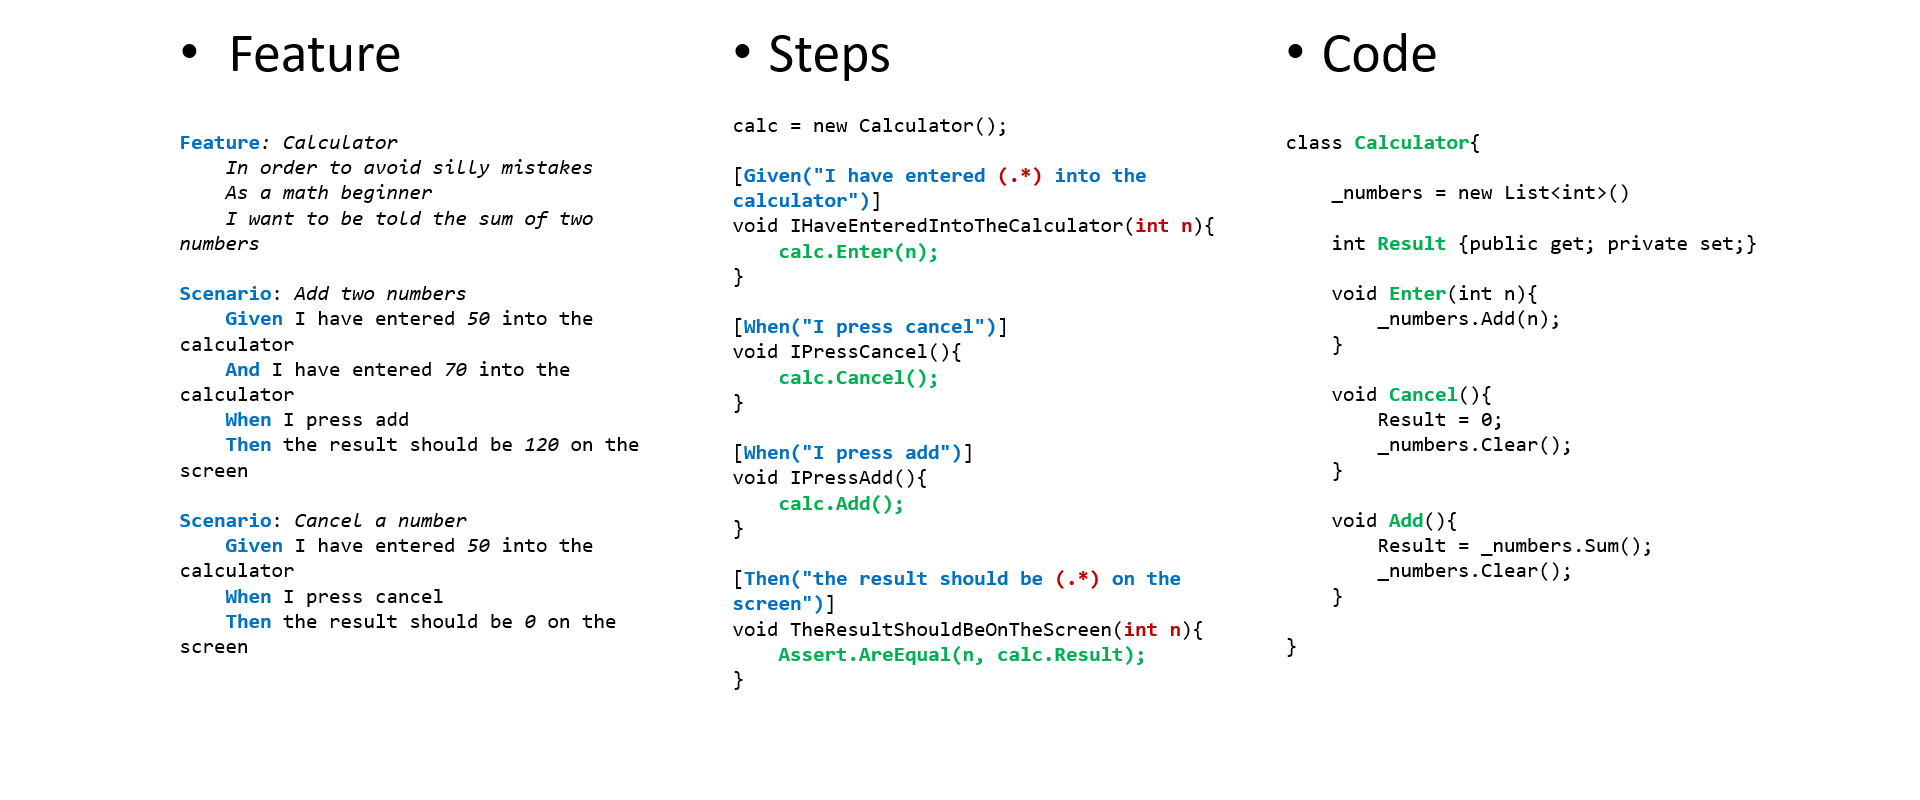 • Feature
Feature: Calculator
In order to avoid silly mistakes
As a math beginner
I want to be told the sum of two
numbers
Scenario: Add two numbers
Given I have entered 50 into the
calculator
And I have entered 70 into the
calculator
When I press add
Then the result should be 120 on the
screen
Scenario: Cancel a number
Given I have entered 50 into the
calculator
When I press cancel
Then the result should be 0 on the
screen
• Steps
calc = new Calculator();
[Given("I have entered (.*) into the
calculator")]
void IHaveEnteredIntoTheCalculator(int n){
calc.Enter(n);
}
[When("I press cancel")]
void IPressCancel(){
calc.Cancel();
}
[When("I press add")]
void IPressAdd(){
calc.Add();
}
[Then("the result should be (.*) on the
screen")]
void TheResultShouldBeOnTheScreen(int n){
Assert.AreEqual(n, calc.Result);
}
• Code
class Calculator{
_numbers = new List<int>()
int Result {public get; private set;}
void Enter(int n){
_numbers.Add(n);
}
void Cancel(){
Result = 0;
_numbers.Clear();
}
void Add(){
Result = _numbers.Sum();
_numbers.Clear();
}
}